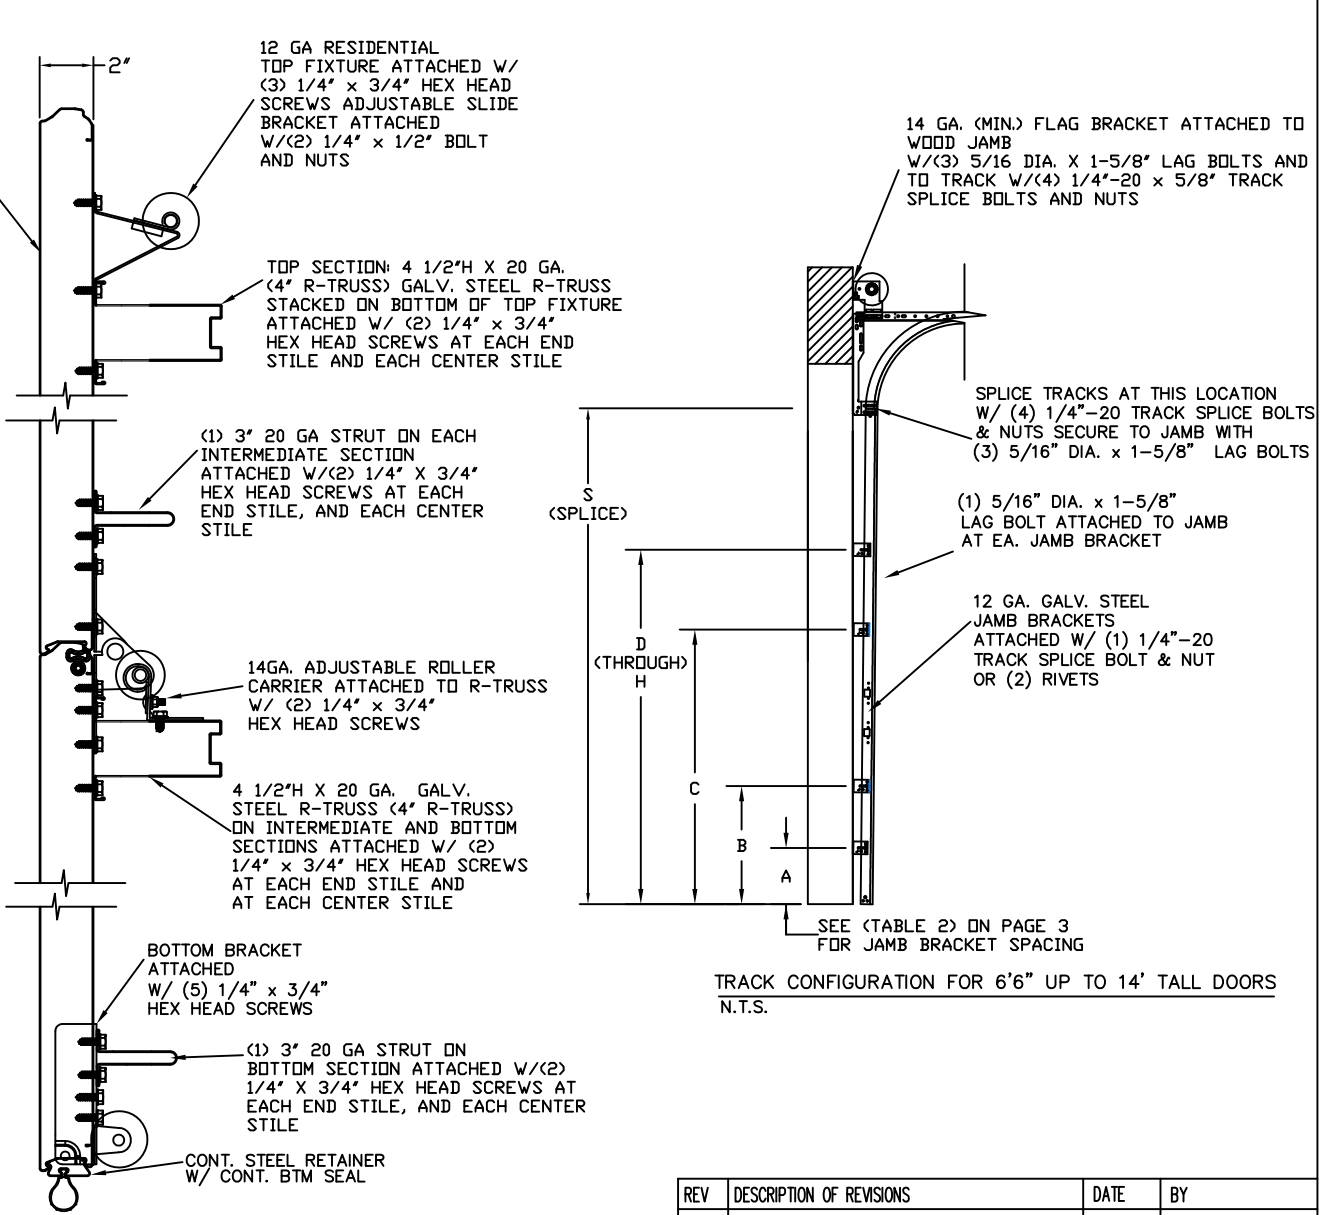 12 GA RESIDENTIAL
TOP FIXTURE ATTACHED W/
(3) 1/4" x 3/4" HEX HEAD
SCREWS ADJUSTABLE SLIDE
BRACKET ATTACHED
W/(2) 1/4" x 1/2" BOLT
AND NUTS
2"
TOP SECTION: 4 1/2"H X 20 GA.
(4" R-TRUSS) GALV. STEEL R-TRUSS
STACKED ON BOTTOM OF TOP FIXTURE
ATTACHED W/ (2) 1/4" x 3/4"
HEX HEAD SCREWS AT EACH END
STILE AND EACH CENTER STILE
(1) 3" 20 GA STRUT ON EACH
INTERMEDIATE SECTION
ATTACHED W/(2) 1/4" X 3/4"
HEX HEAD SCREWS AT EACH
END STILE, AND EACH CENTER
STILE
14GA. ADJUSTABLE ROLLER
CARRIER ATTACHED TO R-TRUSS
W/ (2) 1/4" x 3/4"
HEX HEAD SCREWS
4 1/2"H X 20 GA. GALV.
STEEL R-TRUSS (4" R-TRUSS)
ON INTERMEDIATE AND BOTTOM
SECTIONS ATTACHED W/ (2)
1/4" x 3/4" HEX HEAD SCREWS
AT EACH END STILE AND
AT EACH CENTER STILE
BOTTOM BRACKET
ATTACHED
W/ (5) 1/4" x 3/4"
HEX HEAD SCREWS
(1) 3" 20 GA STRUT ON
BOTTOM SECTION ATTACHED W/(2)
1/4" X 3/4" HEX HEAD SCREWS AT
EACH END STILE, AND EACH CENTER
STILE
CONT. STEEL RETAINER
W/ CONT. BTM SEAL
14 GA. (MIN.) FLAG BRACKET ATTACHED TO
WOOD JAMB
W/(3) 5/16 DIA. X 1-5/8" LAG BOLTS AND
TO TRACK W/(4) 1/4"-20 x 5/8" TRACK
SPLICE BOLTS AND NUTS
SPLICE TRACKS AT THIS LOCATION
W/ (4) 1/4"-20 TRACK SPLICE BOLTS
& NUTS SECURE TO JAMB WITH
(3) 5/16" DIA. x 1-5/8" LAG BOLTS
(1) 5/16" DIA. x 1-5/8"
LAG BOLT ATTACHED TO JAMB
AT EA. JAMB BRACKET
12 GA. GALV. STEEL
JAMB BRACKETS
ATTACHED W/ (1) 1/4"-20
TRACK SPLICE BOLT & NUT
OR (2) RIVETS
S
(SPLICE)
D
(THROUGH)
H
C
B
A
SEE (TABLE 2) ON PAGE 3
FOR JAMB BRACKET SPACING
TRACK CONFIGURATION FOR 6'6" UP TO 14' TALL DOORS
N.T.S.
REV DESCRIPTION OF REVISIONS DATE BY